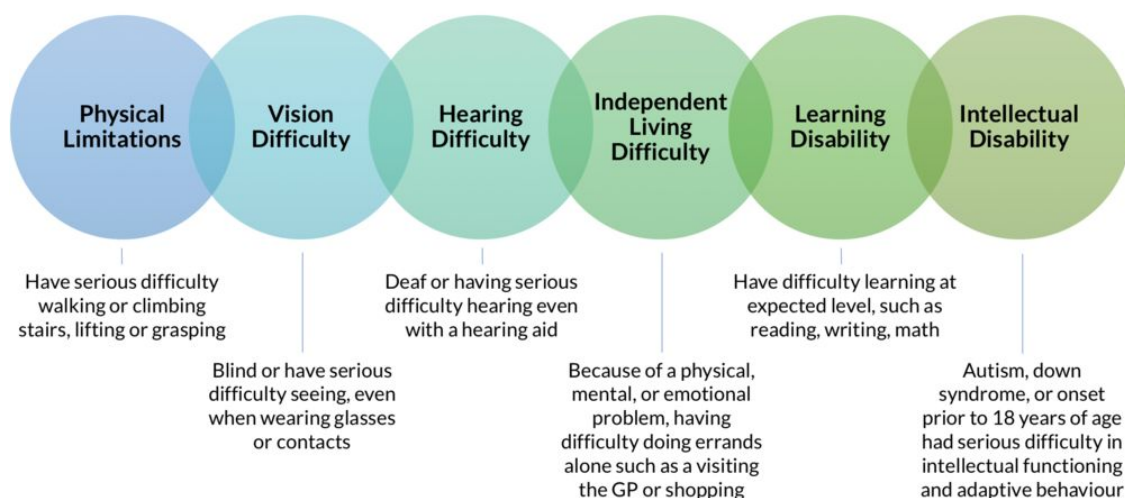 Physical
Limitations
Vision
Difficulty
Hearing
Difficulty
Independent
Living
Difficulty
Learning
Disability
Intellectual
Disability
Have serious difficulty
walking or climbing
stairs, lifting or grasping
Blind or have serious
difficulty seeing, even
when wearing glasses
or contacts
Deaf or having serious
difficulty hearing even
with a hearing aid
Because of a physical,
mental, or emotional
problem, having
difficulty doing errands
alone such as a visiting
the GP or shopping
Have difficulty learning at
expected level, such as
reading, writing, math
Autism, down
syndrome, or onset
prior to 18 years of age
had serious difficulty in
intellectual functioning
and adaptive behaviour